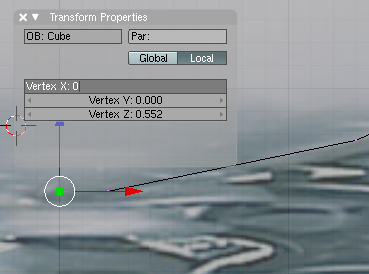 Transform Properties
OB: Cube Par:
Global Local
Vertex X: 0
Vertex Y: 0.000
Vertex Z: 0.552